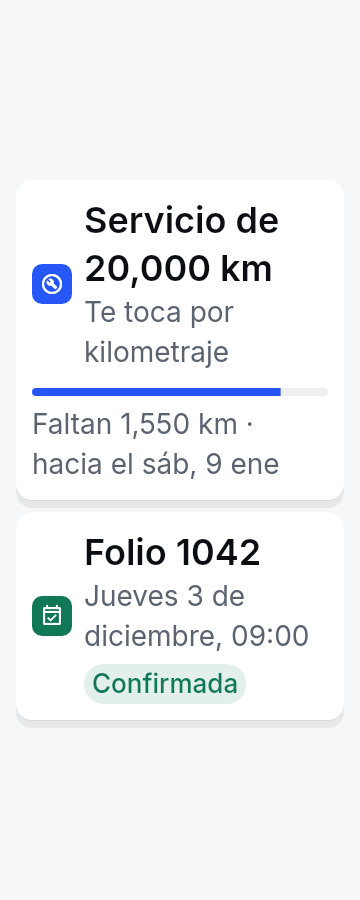 Servicio de
20,000 km
Te toca por
kilometraje
Faltan 1,550 km ·
hacia el sáb, 9 ene
Folio 1042
Jueves 3 de
diciembre, 09:00
Confirmada